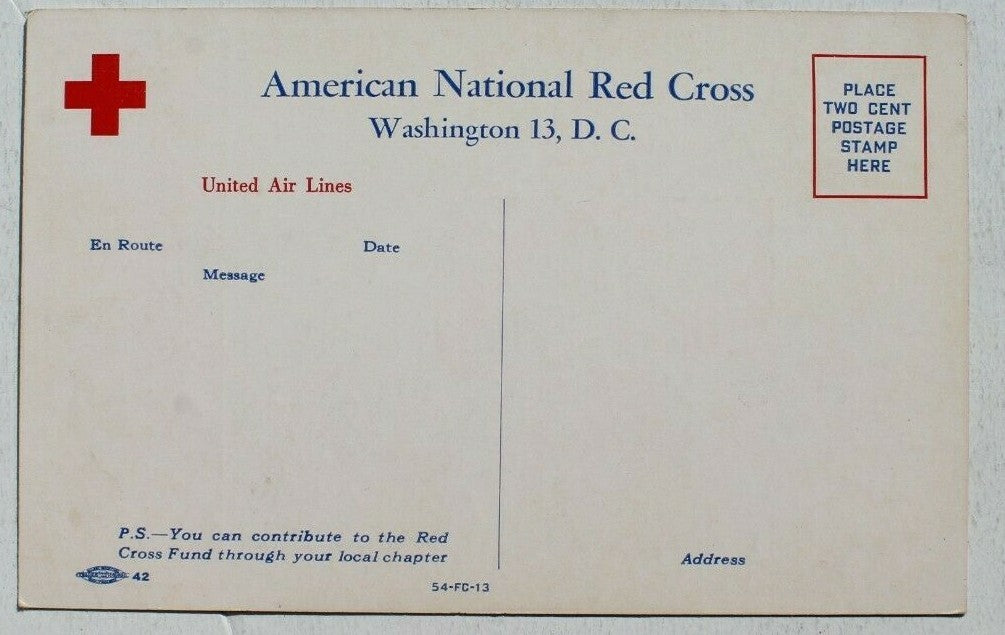 American National Red Cross
Washington 13, D. C.
PLACE
TWO CENT
POSTAGE
STAMP
HERE
United Air Lines
En Route
Date
Message
P.S.—You can contribute to the Red
Cross Fund through your local chapter
42
54-FC-13
Address